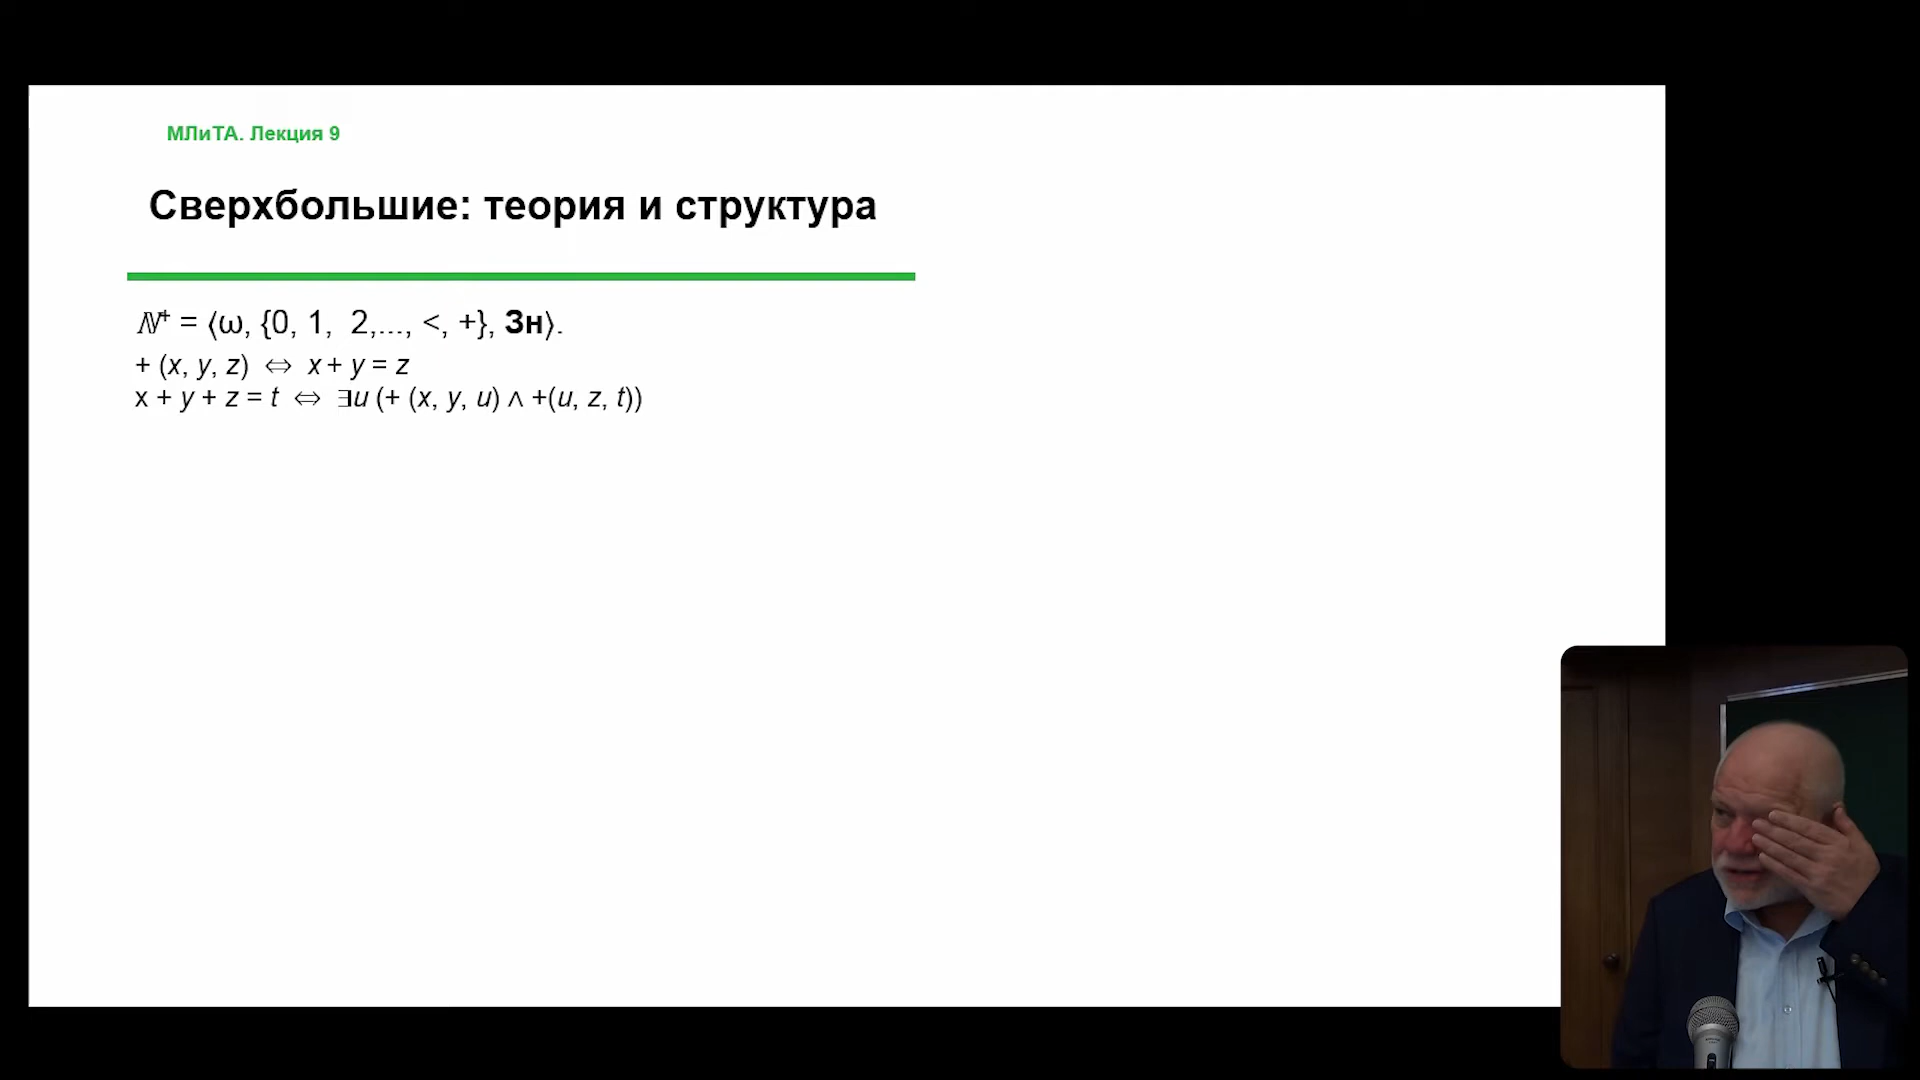 МЛиТА. Лекция 9
Сверхбольшие: теория и структура
ℕ⁺ = ⟨ω, {0, 1, 2,..., <, +}, Зн⟩.
+ (x, y, z) ⇔ x + y = z
x + y + z = t ⇔ ∃u (+ (x, y, u) ∧ +(u, z, t))